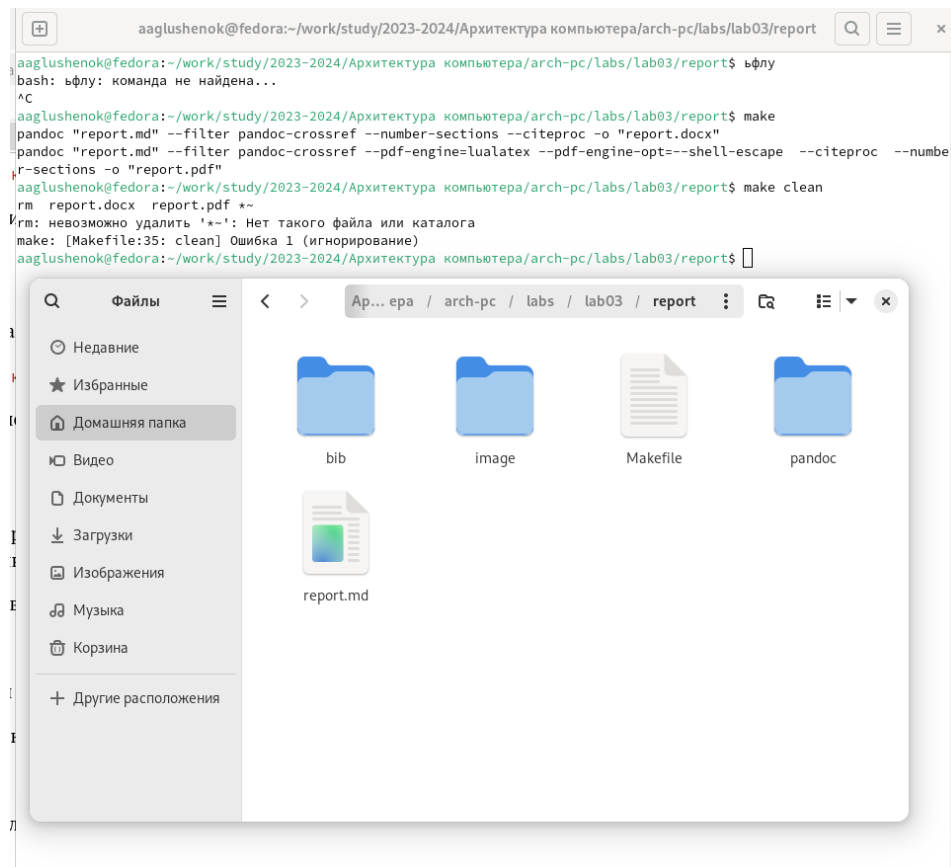 aaglushenok@fedora:~/work/study/2023-2024/Архитектура компьютера/arch-pc/labs/lab03/report
aaglushenok@fedora:~/work/study/2023-2024/Архитектура компьютера/arch-pc/labs/lab03/report$ ьфлу
bash: ьфлу: команда не найдена...
^C
aaglushenok@fedora:~/work/study/2023-2024/Архитектура компьютера/arch-pc/labs/lab03/report$ make
pandoc "report.md" --filter pandoc-crossref --number-sections --citeproc -o "report.docx"
pandoc "report.md" --filter pandoc-crossref --pdf-engine=lualatex --pdf-engine-opt=--shell-escape  --citeproc  --numbe
r-sections -o "report.pdf"
aaglushenok@fedora:~/work/study/2023-2024/Архитектура компьютера/arch-pc/labs/lab03/report$ make clean
rm  report.docx  report.pdf *~
rm: невозможно удалить '*~': Нет такого файла или каталога
make: [Makefile:35: clean] Ошибка 1 (игнорирование)
aaglushenok@fedora:~/work/study/2023-2024/Архитектура компьютера/arch-pc/labs/lab03/report$
Файлы
Ap... epa / arch-pc / labs / lab03 / report
Недавние
Избранные
Домашняя папка
Видео
Документы
Загрузки
Изображения
Музыка
Корзина
Другие расположения
bib
image
Makefile
pandoc
report.md